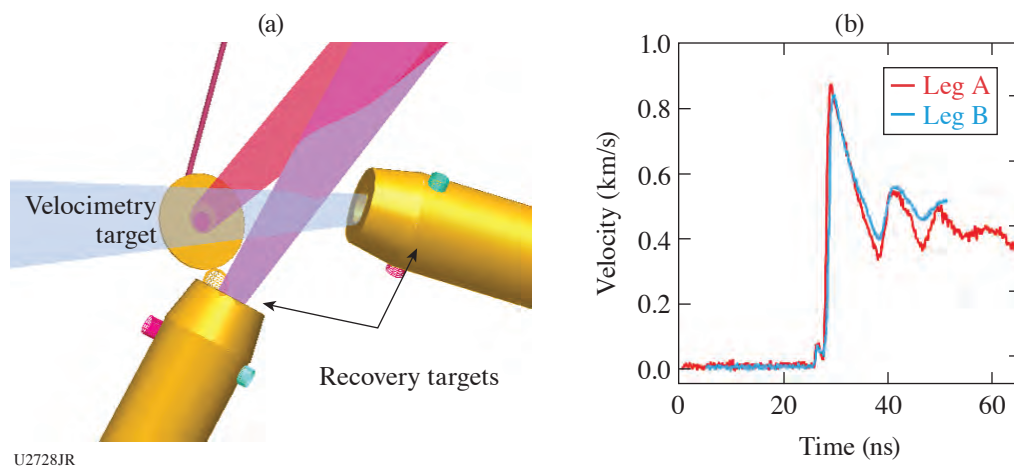 (a)
Velocimetry
target
Recovery targets
U2728JR
(b)
Velocity (km/s)
1.0
0.8
0.6
0.4
0.2
0.0
Leg A
Leg B
0 20 40 60
Time (ns)